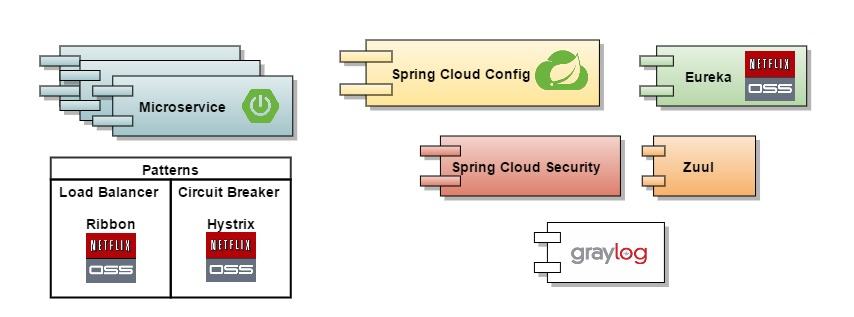 Microservice
Spring Cloud Config
Eureka
NETFLIX
OSS
Spring Cloud Security
Zuul
graylog
Patterns
Load Balancer
Circuit Breaker
Ribbon
Hystrix
NETFLIX
NETFLIX
OSS
OSS